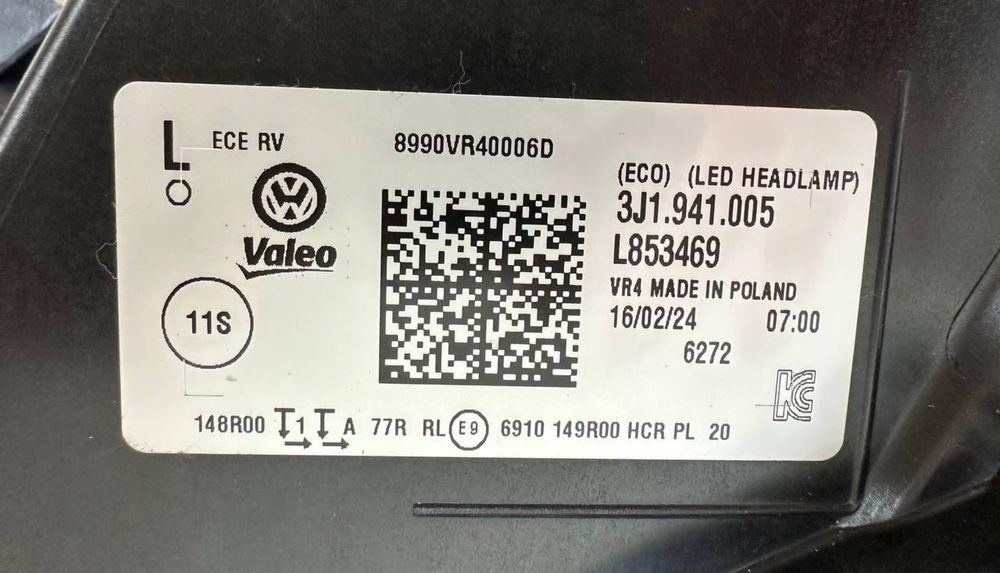 L ECE RV
8990VR40006D
Valeo
11S
(ECO) (LED HEADLAMP)
3J1.941.005
L853469
VR4 MADE IN POLAND
16/02/24 07:00
6272
KC
148R00 1 A 77R RL E9 6910 149R00 HCR PL 20